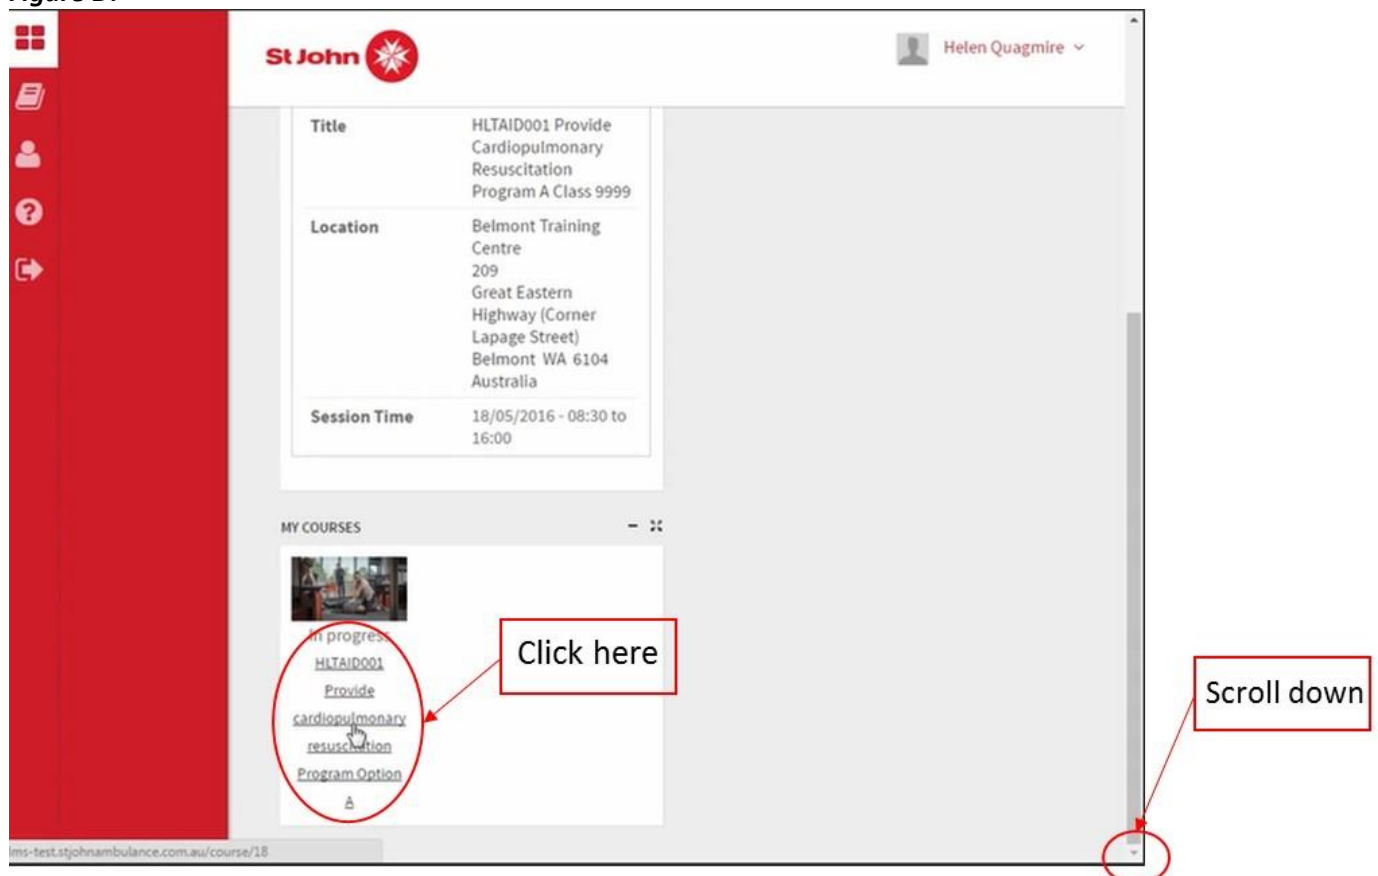 St John
Helen Quagmire
Title
HLTAID001 Provide
Cardiopulmonary
Resuscitation
Program A Class 9999
Location
Belmont Training
Centre
209
Great Eastern
Highway (Corner
Lapage Street)
Belmont WA 6104
Australia
Session Time
18/05/2016 - 08:30 to
16:00
MY COURSES
In progress
HLTAID001
Provide
cardiopulmonary
resuscitation
Program Option
A
Click here
Scroll down
lms-test.stjohnambulance.com.au/course/18